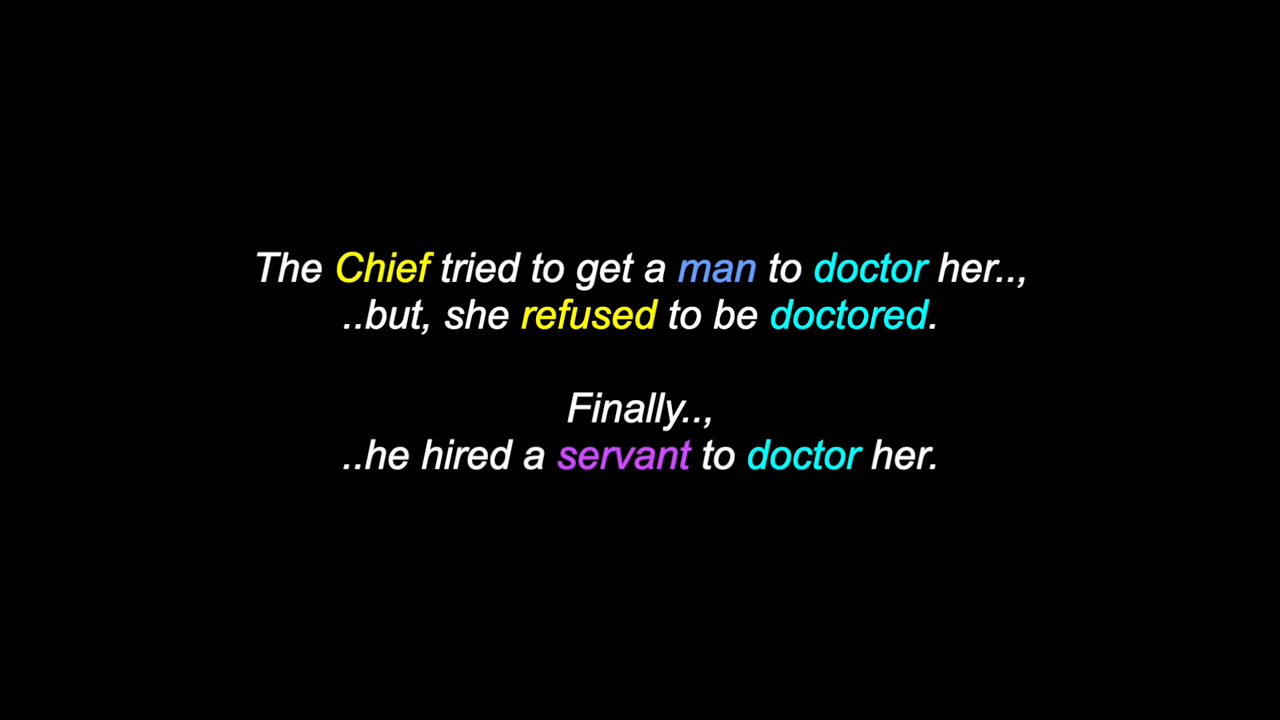 The Chief tried to get a man to doctor her..,
..but, she refused to be doctored.
Finally..,
..he hired a servant to doctor her.